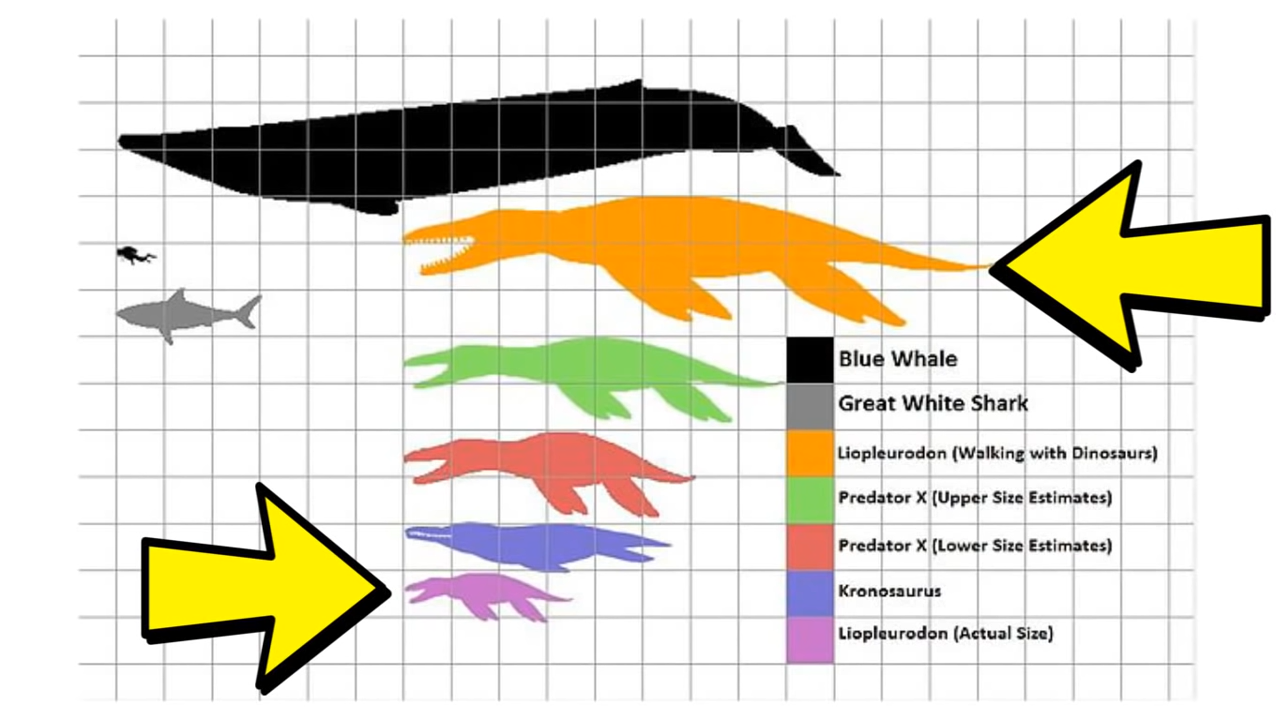 Blue Whale
Great White Shark
Liopleurodon (Walking with Dinosaurs)
Predator X (Upper Size Estimates)
Predator X (Lower Size Estimates)
Kronosaurus
Liopleurodon (Actual Size)